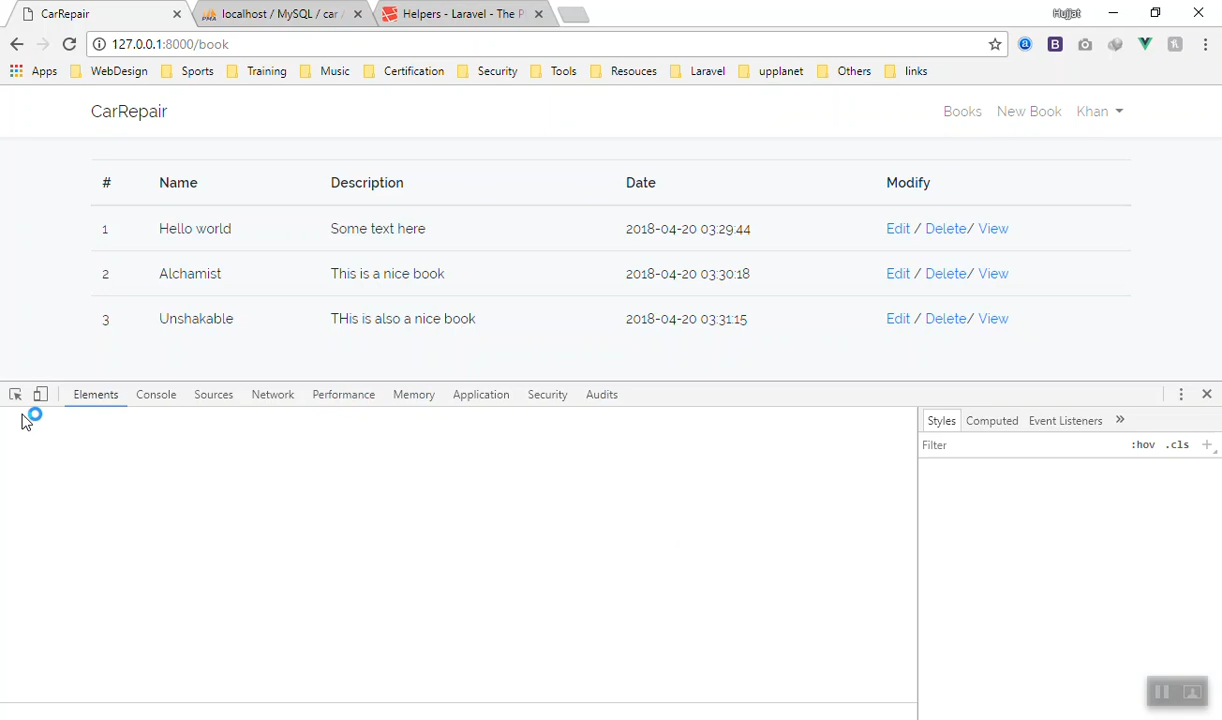 CarRepair
localhost / MySQL / car
Helpers - Laravel - The P
Hujjat
127.0.0.1:8000/book
Apps WebDesign Sports Training Music Certification Security Tools Resouces Laravel upplanet Others links
CarRepair Books New Book Khan
# Name Description Date Modify
1 Hello world Some text here 2018-04-20 03:29:44 Edit / Delete/ View
2 Alchamist This is a nice book 2018-04-20 03:30:18 Edit / Delete/ View
3 Unshakable THis is also a nice book 2018-04-20 03:31:15 Edit / Delete/ View
Elements Console Sources Network Performance Memory Application Security Audits
Styles Computed Event Listeners »
Filter :hov .cls +